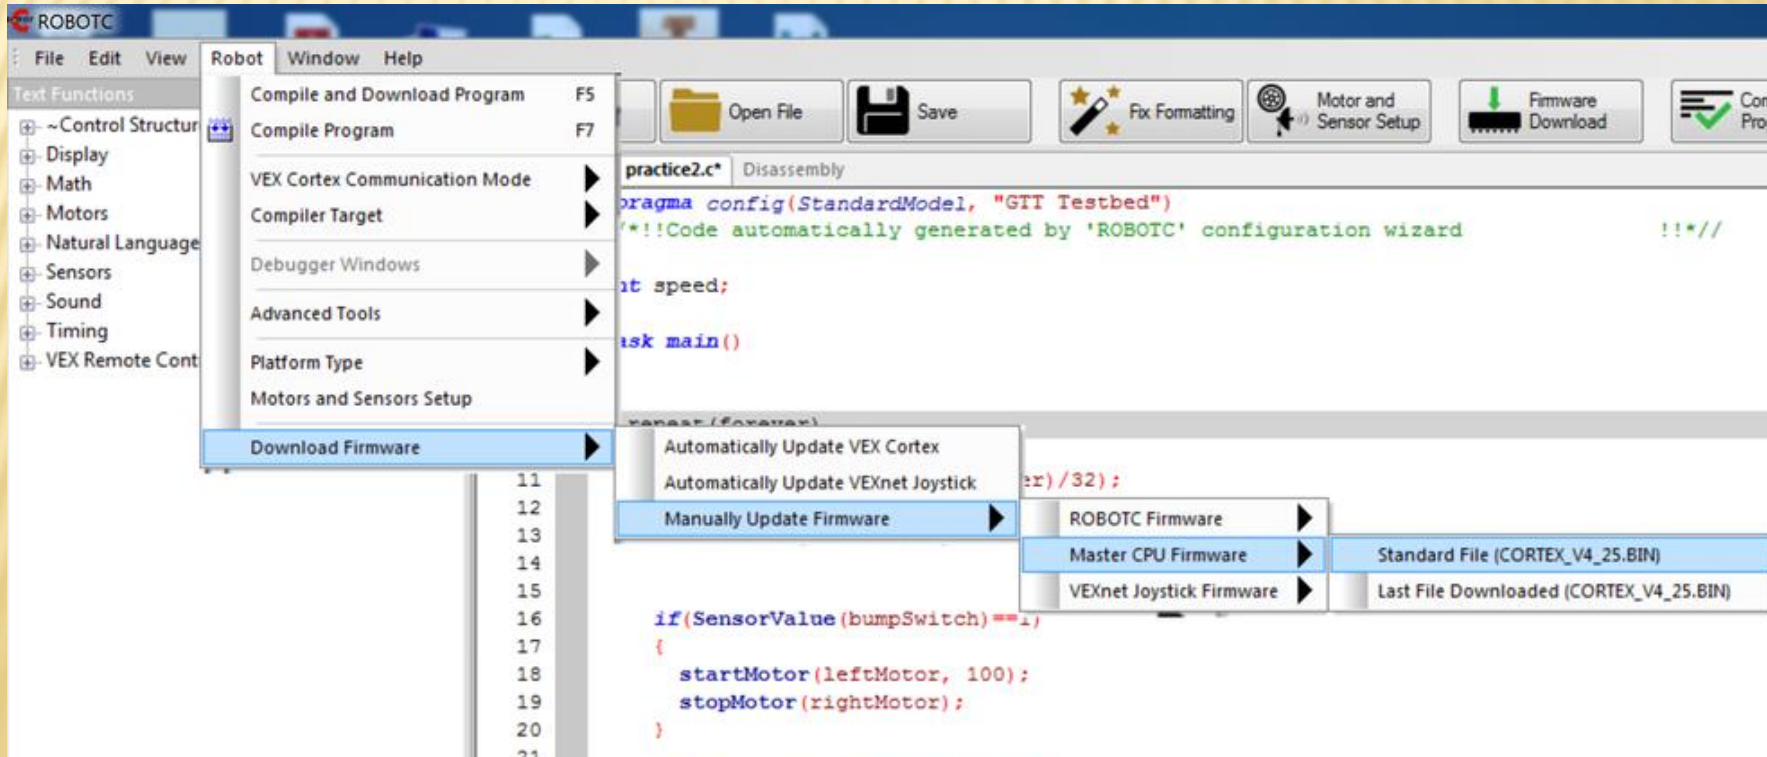 ROBOTC
File Edit View Robot Window Help
Text Functions
~Control Structur
Display
Math
Motors
Natural Language
Sensors
Sound
Timing
VEX Remote Cont
Compile and Download Program F5
Compile Program F7
VEX Cortex Communication Mode
Compiler Target
Debugger Windows
Advanced Tools
Platform Type
Motors and Sensors Setup
Download Firmware
Open File
Save
Fix Formatting
Motor and
Sensor Setup
Firmware
Download
Com
Pro
practice2.c* Disassembly
pragma config(StandardModel, "GTT Testbed")
/*!!Code automatically generated by 'ROBOTC' configuration wizard !!*//
nt speed;
ask main()
repeat(forever)
Automatically Update VEX Cortex
Automatically Update VEXnet Joystick
Manually Update Firmware
ROBOTC Firmware
Master CPU Firmware
VEXnet Joystick Firmware
Standard File (CORTEX_V4_25.BIN)
Last File Downloaded (CORTEX_V4_25.BIN)
11 er)/32);
12
13
14
15
16 if(SensorValue(bumpSwitch)==1)
17 {
18 startMotor(leftMotor, 100);
19 stopMotor(rightMotor);
20 }
21